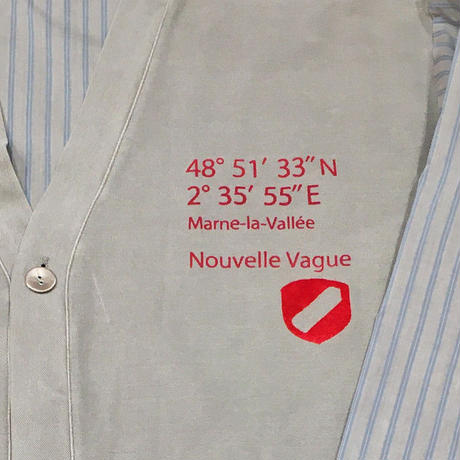 48° 51′ 33″ N
2° 35′ 55″ E
Marne-la-Vallée
Nouvelle Vague